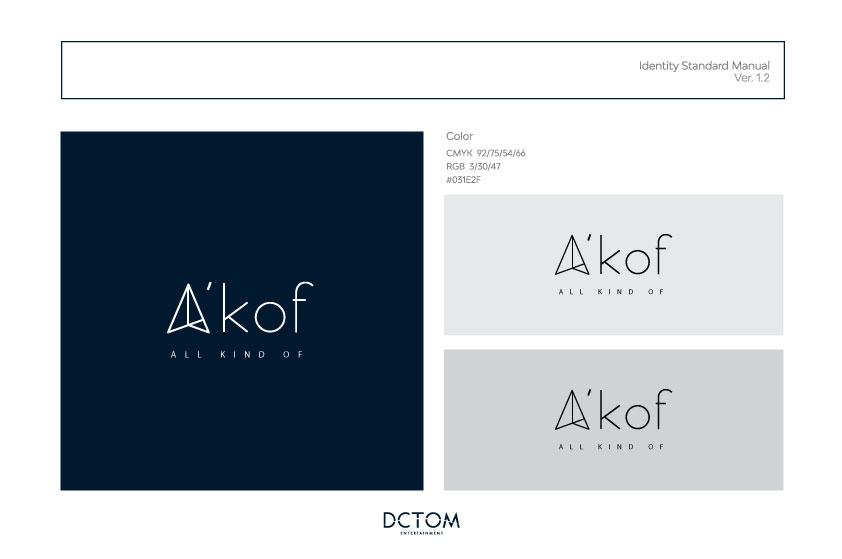 Identity Standard Manual
Ver. 1.2
Color
CMYK 92/75/54/66
RGB 3/30/47
#031E2F
A'kof
ALL KIND OF
A'kof
ALL KIND OF
A'kof
ALL KIND OF
DCTOM
ENTERTAINMENT